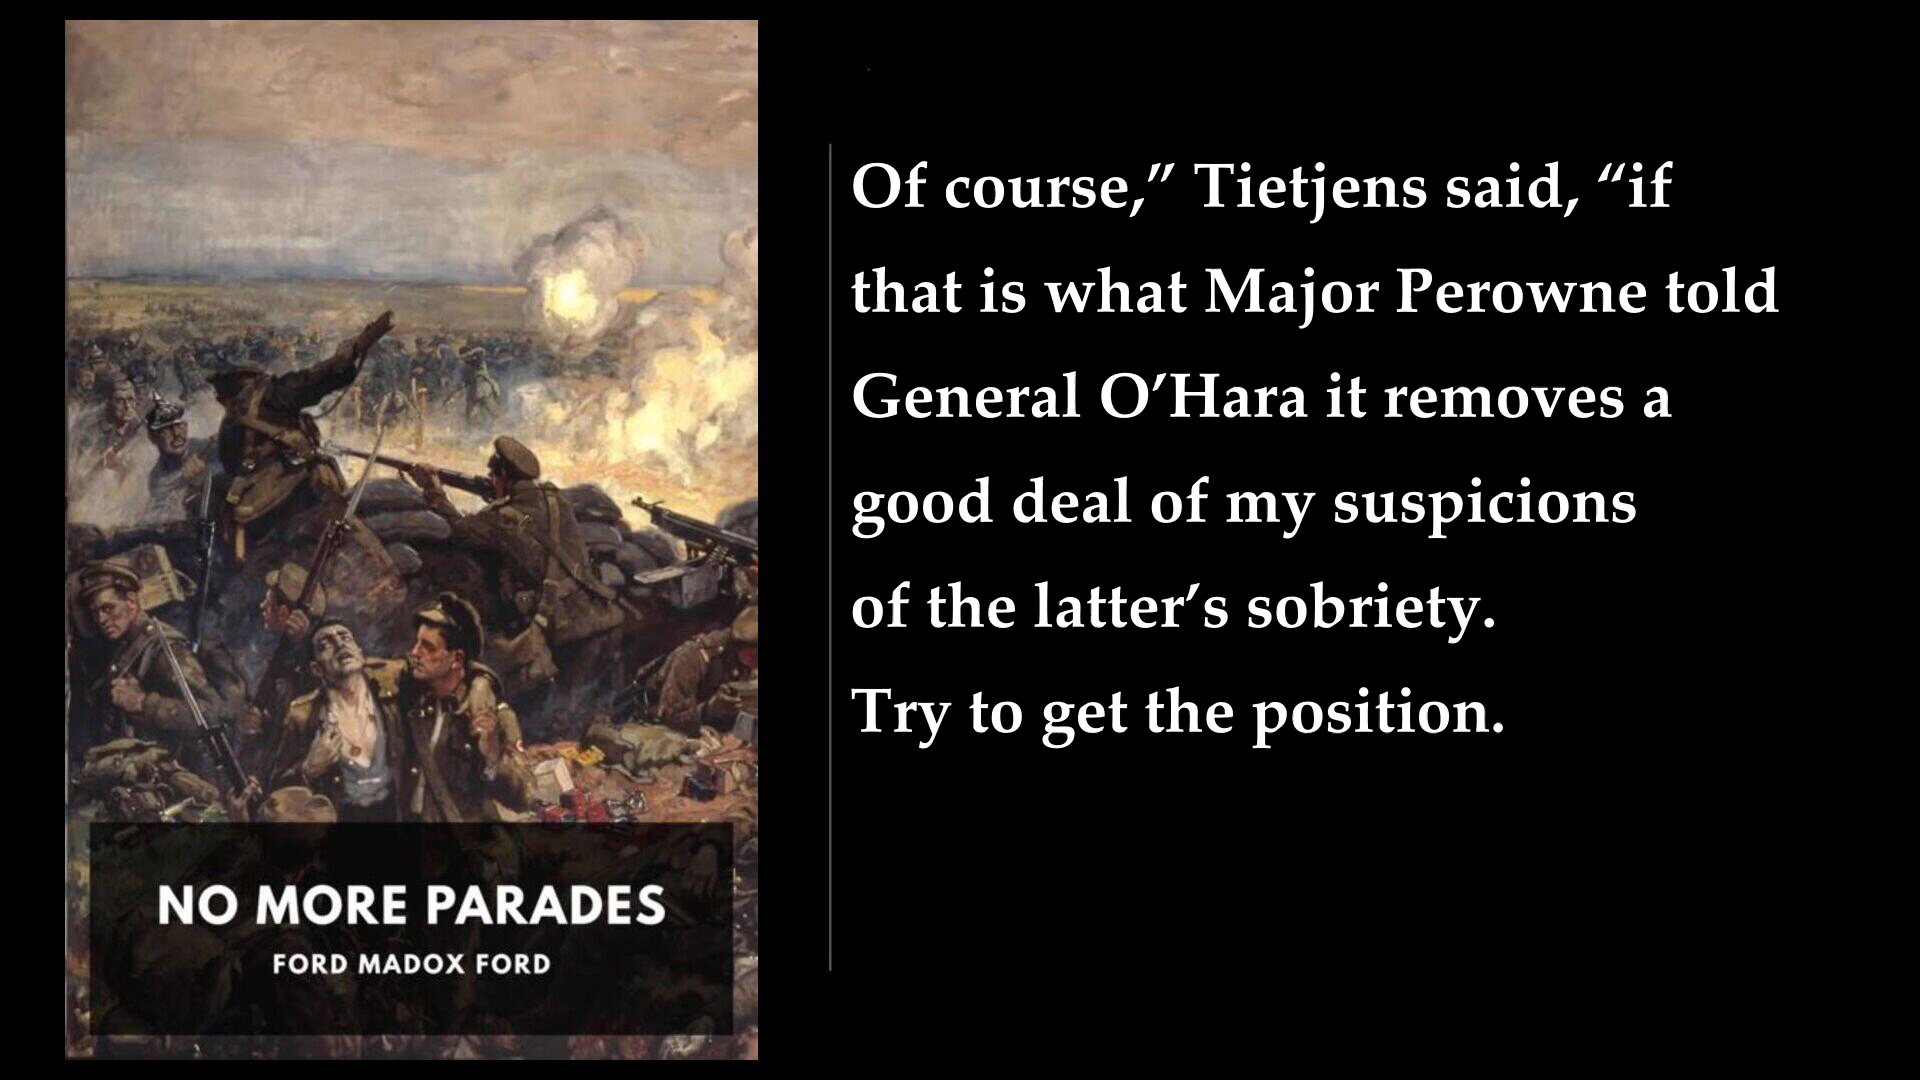 Of course,” Tietjens said, “if
that is what Major Perowne told
General O’Hara it removes a
good deal of my suspicions
of the latter’s sobriety.
Try to get the position.
NO MORE PARADES
FORD MADOX FORD